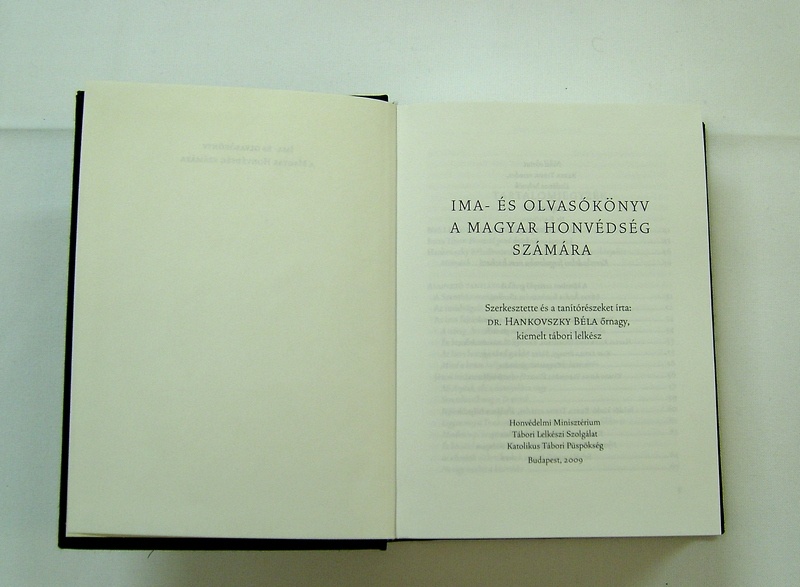 IMA- ÉS OLVASÓKÖNYV
A MAGYAR HONVÉDSÉG
SZÁMÁRA
Szerkesztette és a tanítórészeket írta:
DR. HANKOVSZKY BÉLA őrnagy,
kiemelt tábori lelkész
Honvédelmi Minisztérium
Tábori Lelkészi Szolgálat
Katolikus Tábori Püspökség
Budapest, 2009